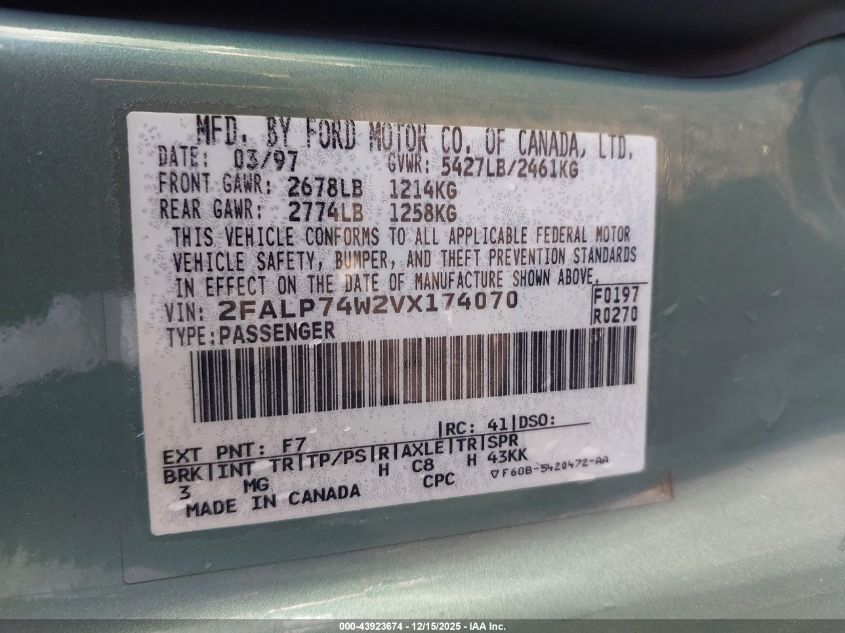 MFD. BY FORD MOTOR CO. OF CANADA, LTD.
DATE: 03/97 GVWR: 5427LB/2461KG
FRONT GAWR: 2678LB 1214KG
REAR GAWR: 2774LB 1258KG
THIS VEHICLE CONFORMS TO ALL APPLICABLE FEDERAL MOTOR
VEHICLE SAFETY, BUMPER, AND THEFT PREVENTION STANDARDS
IN EFFECT ON THE DATE OF MANUFACTURE SHOWN ABOVE.
VIN: 2FALP74W2VX174070 F0197
TYPE: PASSENGER R0270
EXT PNT: F7 |RC: 41|DSO:
BRK|INT TR|TP/PS|R|AXLE|TR|SPR
3 MG H C8 H 43KK
MADE IN CANADA CPC ▽F60B-5420472-AA
000-43923674 | 12/15/2025 - IAA Inc.